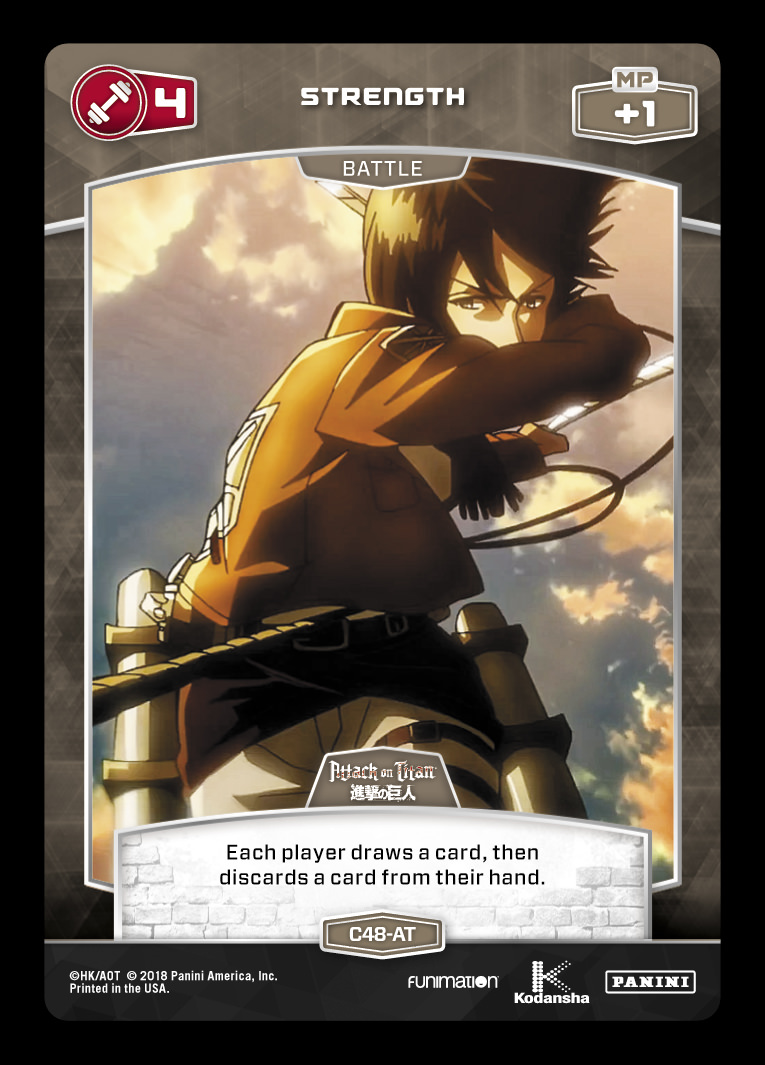 4
STRENGTH
MP
+1
BATTLE
Attack on Titan
進撃の巨人
Each player draws a card, then
discards a card from their hand.
C48-AT
©HK/AOT © 2018 Panini America, Inc.
Printed in the USA.
FUNIMATION
Kodansha
PANINI